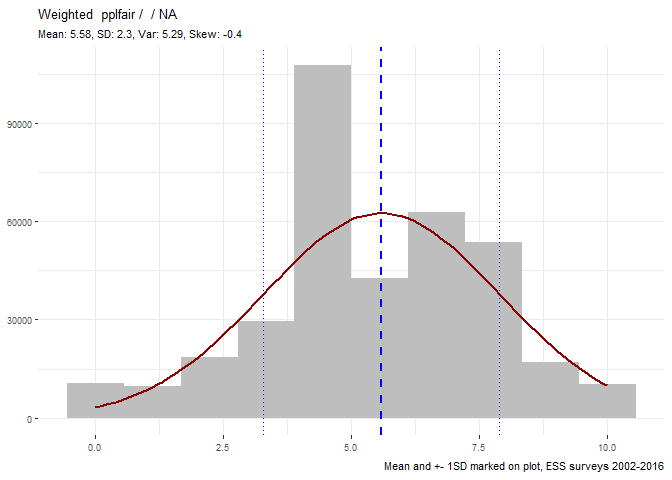 Weighted  pplfair /  / NA
Mean: 5.58, SD: 2.3, Var: 5.29, Skew: -0.4
90000
60000
30000
0
0.0 2.5 5.0 7.5 10.0
Mean and +- 1SD marked on plot, ESS surveys 2002-2016